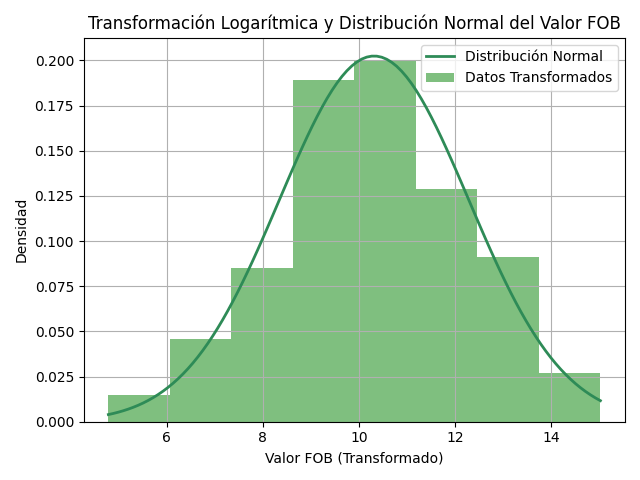 Transformación Logarítmica y Distribución Normal del Valor FOB
Distribución Normal
Datos Transformados
0.200
0.175
0.150
0.125
0.100
0.075
0.050
0.025
0.000
Densidad
6 8 10 12 14
Valor FOB (Transformado)